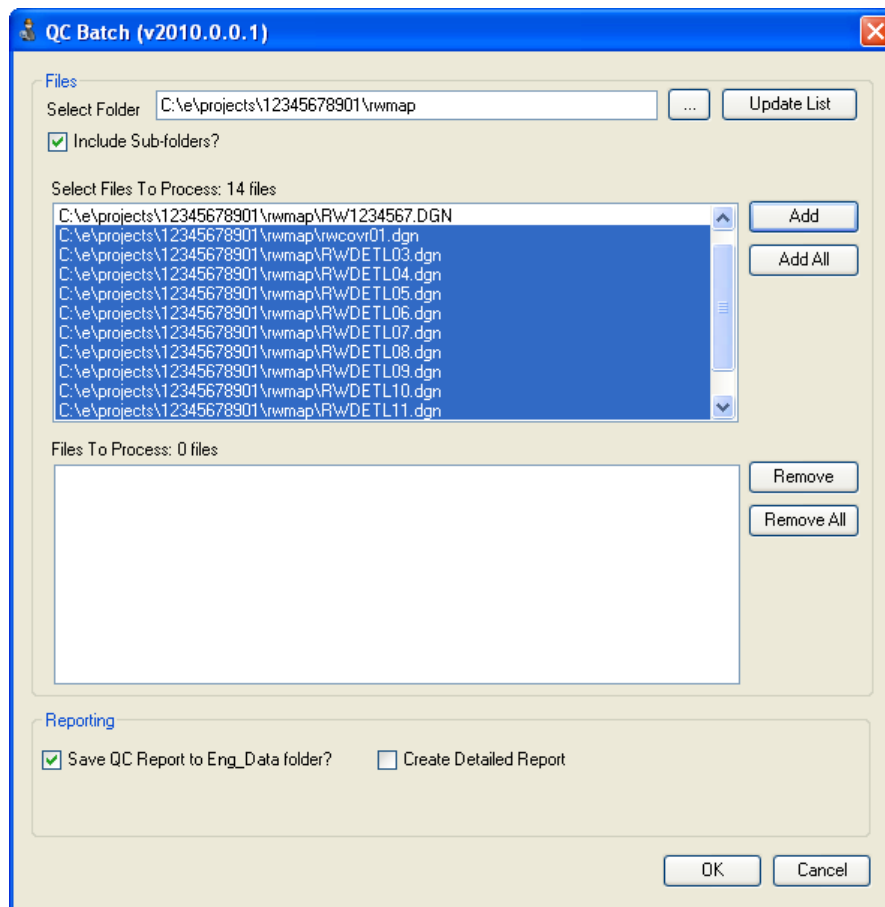 QC Batch (v2010.0.0.1)
Files
Select Folder C:\e\projects\12345678901\rwmap ... Update List
Include Sub-folders?
Select Files To Process: 14 files
C:\e\projects\12345678901\rwmap\RW1234567.DGN Add
C:\e\projects\12345678901\rwmap\rwcovr01.dgn
C:\e\projects\12345678901\rwmap\RWDETL03.dgn Add All
C:\e\projects\12345678901\rwmap\RWDETL04.dgn
C:\e\projects\12345678901\rwmap\RWDETL05.dgn
C:\e\projects\12345678901\rwmap\RWDETL06.dgn
C:\e\projects\12345678901\rwmap\RWDETL07.dgn
C:\e\projects\12345678901\rwmap\RWDETL08.dgn
C:\e\projects\12345678901\rwmap\RWDETL09.dgn
C:\e\projects\12345678901\rwmap\RWDETL10.dgn
C:\e\projects\12345678901\rwmap\RWDETL11.dgn
Files To Process: 0 files
Remove
Remove All
Reporting
Save QC Report to Eng_Data folder? Create Detailed Report
OK Cancel